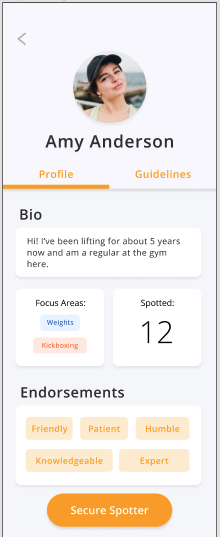 Amy Anderson
Profile Guidelines
Bio
Hi! I've been lifting for about 5 years
now and am a regular at the gym
here.
Focus Areas:
Weights
Kickboxing
Spotted:
12
Endorsements
Friendly Patient Humble
Knowledgeable Expert
Secure Spotter